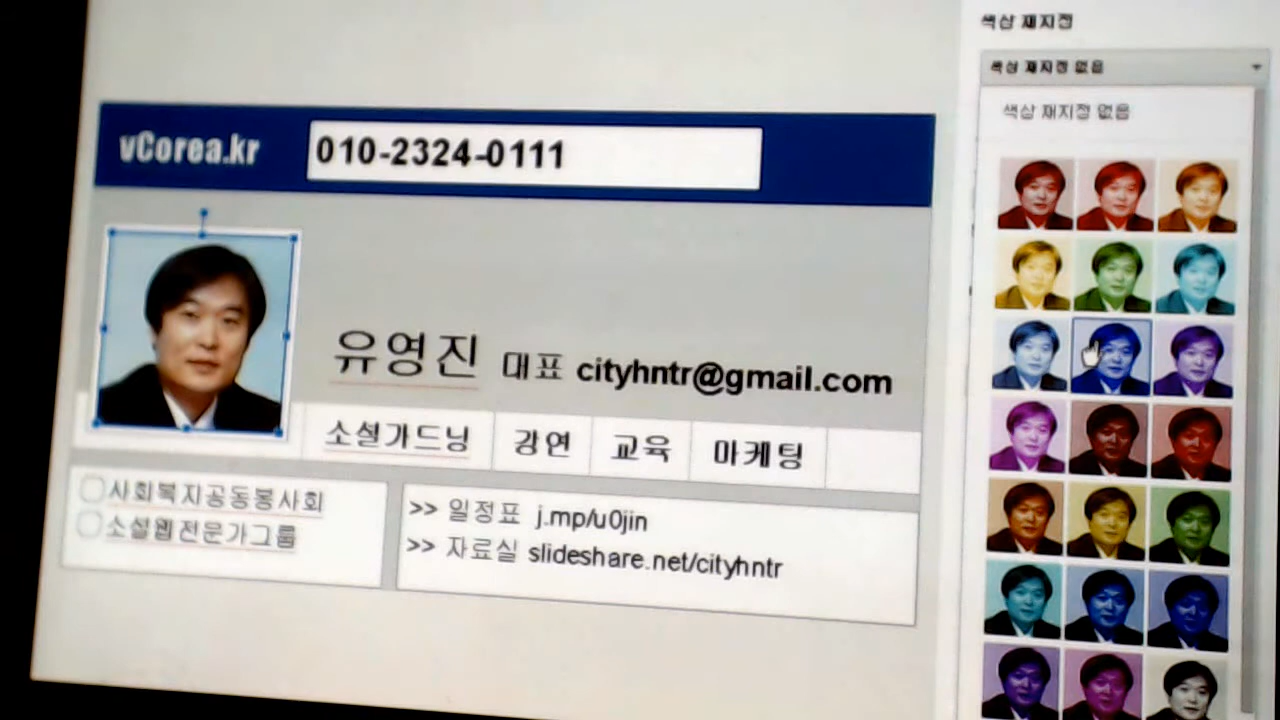 색상 재지정
색상 재지정 없음
색상 재지정 없음
vCorea.kr
010-2324-0111
유영진 대표 cityhntr@gmail.com
소셜가드닝 강연 교육 마케팅
사회복지공동봉사회
소셜웹전문가그룹
>> 일정표 j.mp/u0jin
>> 자료실 slideshare.net/cityhntr